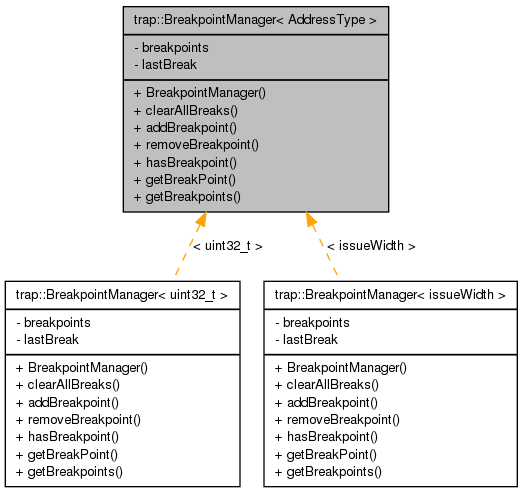 trap::BreakpointManager< AddressType >
- breakpoints
- lastBreak
+ BreakpointManager()
+ clearAllBreaks()
+ addBreakpoint()
+ removeBreakpoint()
+ hasBreakpoint()
+ getBreakPoint()
+ getBreakpoints()
< uint32_t >
< issueWidth >
trap::BreakpointManager< uint32_t >
- breakpoints
- lastBreak
+ BreakpointManager()
+ clearAllBreaks()
+ addBreakpoint()
+ removeBreakpoint()
+ hasBreakpoint()
+ getBreakPoint()
+ getBreakpoints()
trap::BreakpointManager< issueWidth >
- breakpoints
- lastBreak
+ BreakpointManager()
+ clearAllBreaks()
+ addBreakpoint()
+ removeBreakpoint()
+ hasBreakpoint()
+ getBreakPoint()
+ getBreakpoints()